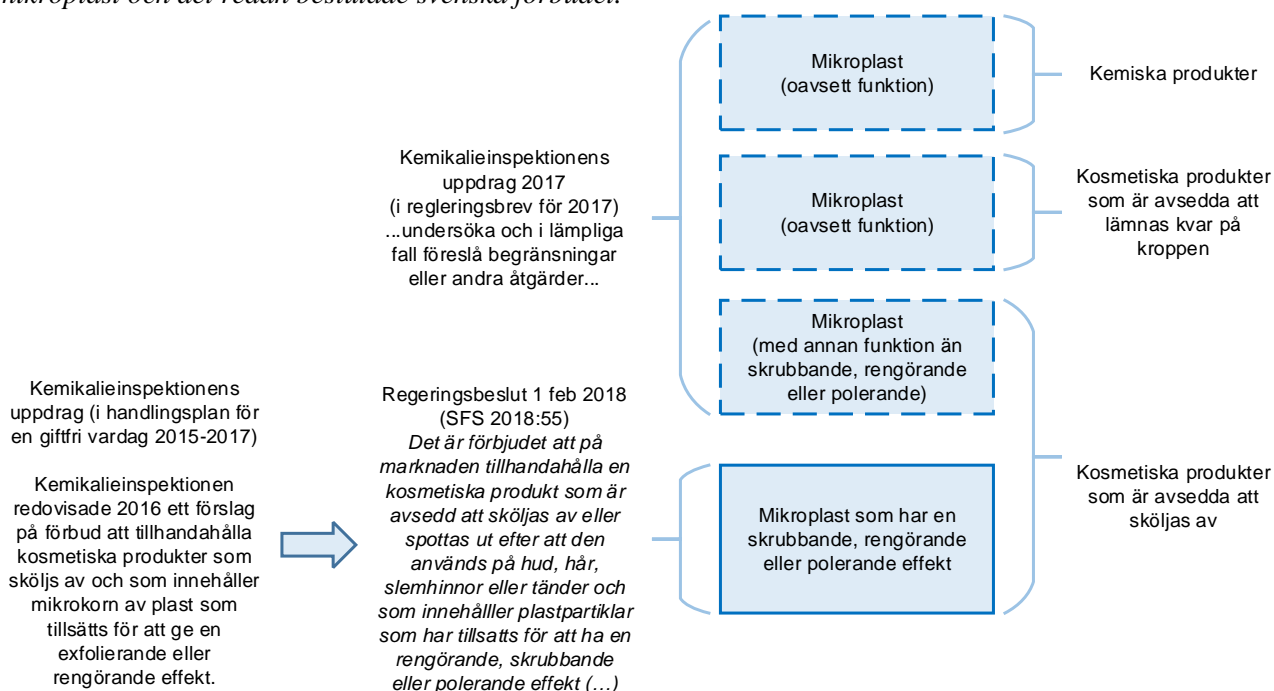 mikroplast och det redan beslutade svenska förbudet.
Mikroplast
(oavsett funktion)
Kemiska produkter
Kemikalieinspektionens
uppdrag 2017
(i regleringsbrev för 2017)
...undersöka och i lämpliga
fall föreslå begränsningar
eller andra åtgärder...
Mikroplast
(oavsett funktion)
Kosmetiska produkter
som är avsedda att
lämnas kvar på
kroppen
Mikroplast
(med annan funktion än
skrubbande, rengörande
eller polerande)
Kemikalieinspektionens
uppdrag (i handlingsplan för
en giftfri vardag 2015-2017)
Kemikalieinspektionen
redovisade 2016 ett förslag
på förbud att tillhandahålla
kosmetiska produkter som
sköljs av och som innehåller
mikrokorn av plast som
tillsätts för att ge en
exfolierande eller
rengörande effekt.
Regeringsbeslut 1 feb 2018
(SFS 2018:55)
Det är förbjudet att på
marknaden tillhandahålla en
kosmetiska produkt som är
avsedd att sköljas av eller
spottas ut efter att den
används på hud, hår,
slemhinnor eller tänder och
som innehålller plastpartiklar
som har tillsatts för att ha en
rengörande, skrubbande
eller polerande effekt (…)
Mikroplast som har en
skrubbande, rengörande
eller polerande effekt
Kosmetiska produkter
som är avsedda att
sköljas av